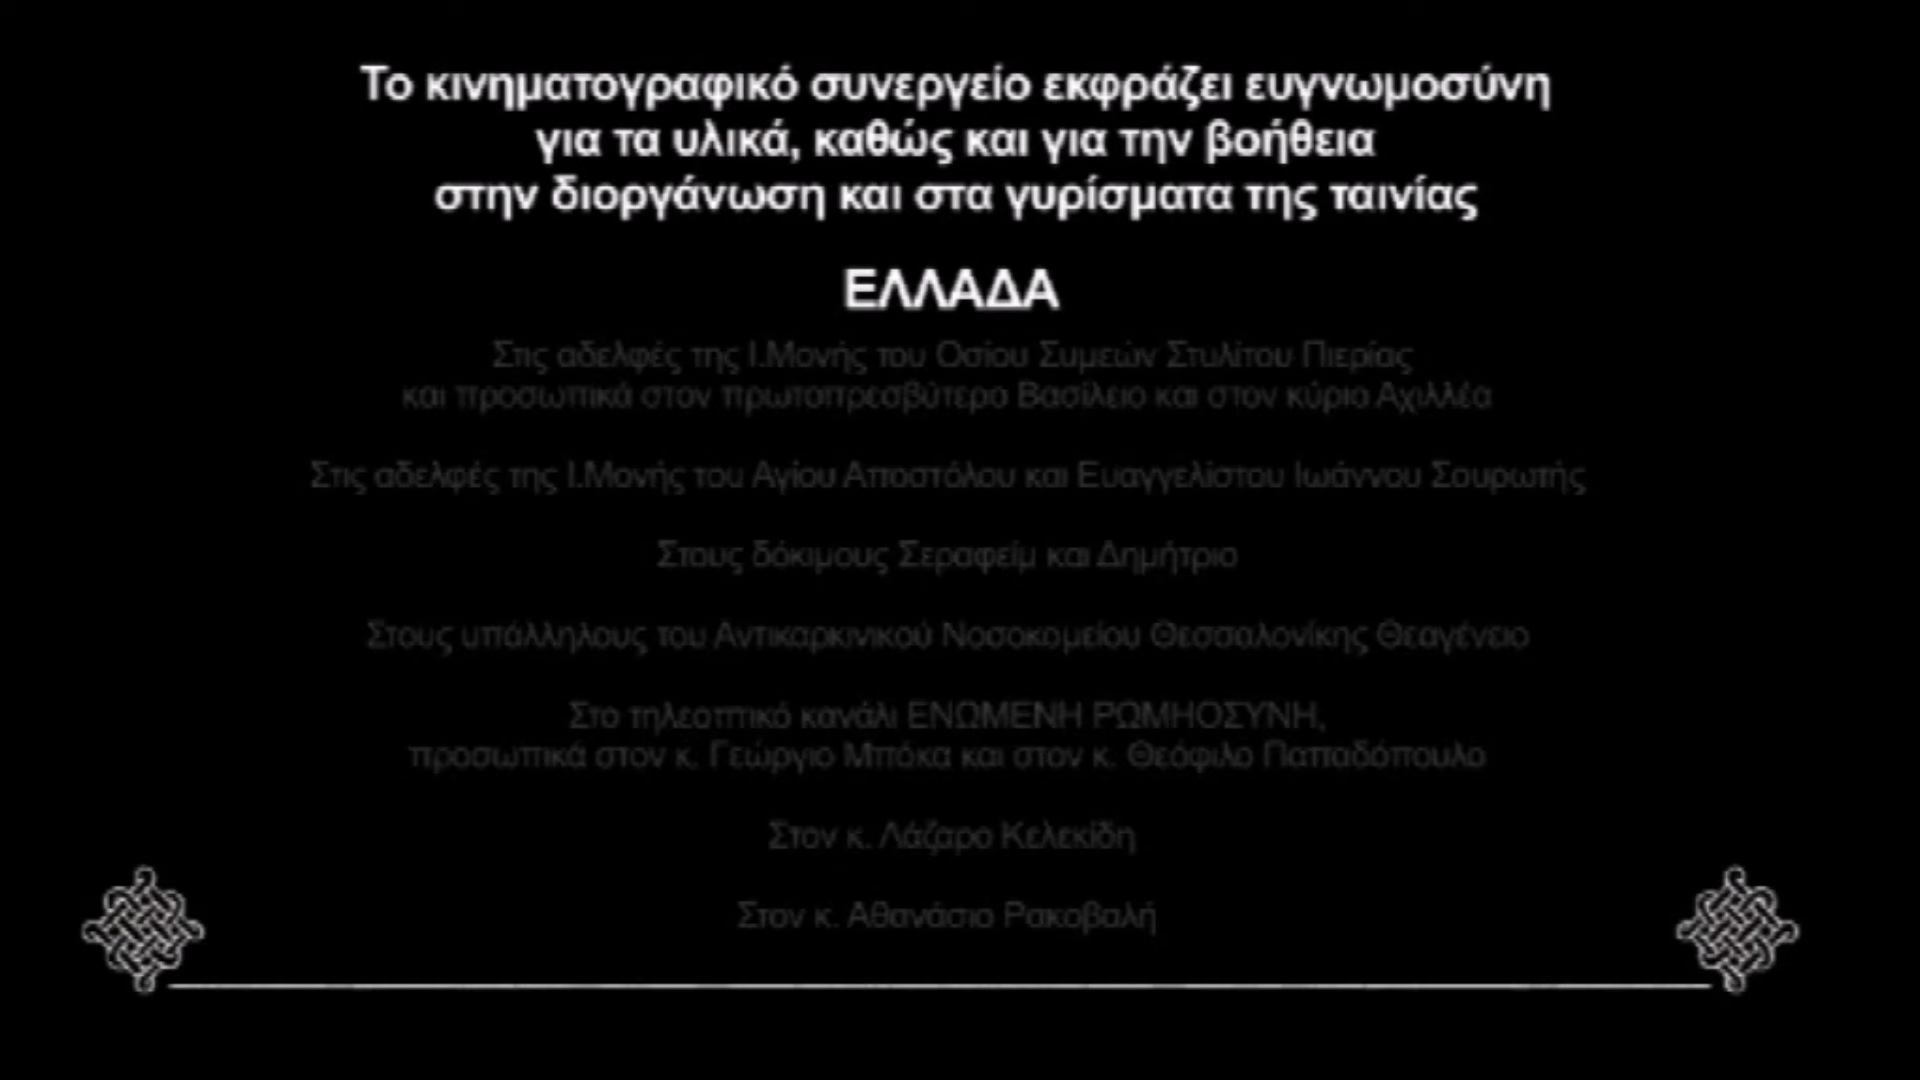 Το κινηματογραφικό συνεργείο εκφράζει ευγνωμοσύνη
για τα υλικά, καθώς και για την βοήθεια
στην διοργάνωση και στα γυρίσματα της ταινίας
ΕΛΛΑΔΑ
Στις αδελφές της Ι.Μονής του Οσίου Συμεών Στυλίτου Πιερίας
και προσωπικά στον πρωτοπρεσβύτερο Βασίλειο και στον κύριο Αχιλλέα
Στις αδελφές της Ι.Μονής του Αγίου Αποστόλου και Ευαγγελίστου Ιωάννου Σουρωτής
Στους δόκιμους Σεραφείμ και Δημήτριο
Στους υπάλληλους του Αντικαρκινικού Νοσοκομείου Θεσσαλονίκης Θεαγένειο
Στο τηλεοπτικό κανάλι ΕΝΩΜΕΝΗ ΡΩΜΗΟΣΥΝΗ,
προσωπικά στον κ. Γεώργιο Μπόκα και στον κ. Θεόφιλο Παπαδόπουλο
Στον κ. Λάζαρο Κελεκίδη
Στον κ. Αθανάσιο Ρακοβαλή